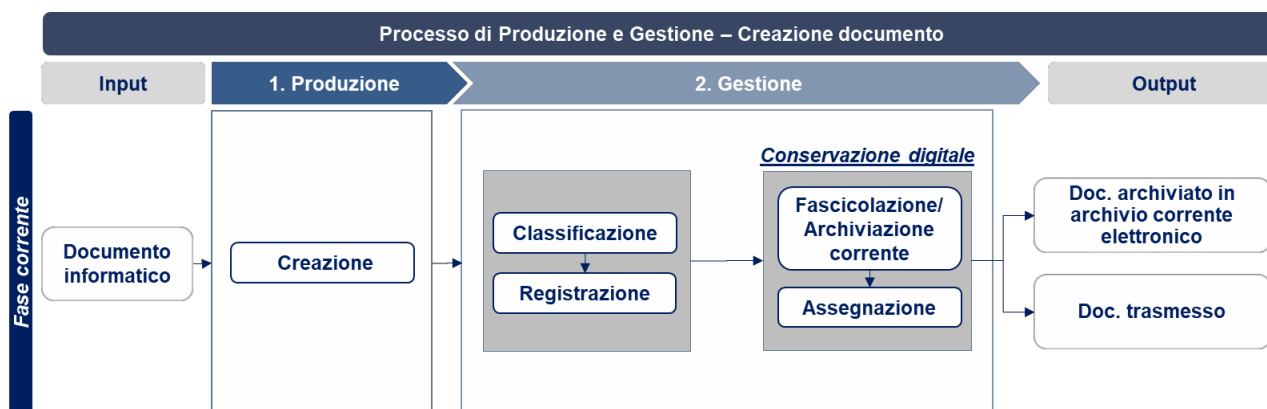 Processo di Produzione e Gestione – Creazione documento
Input
1. Produzione
2. Gestione
Output
Fase corrente
Documento
informatico
Creazione
Classificazione
Registrazione
Conservazione digitale
Fascicolazione/
Archiviazione
corrente
Assegnazione
Doc. archiviato in
archivio corrente
elettronico
Doc. trasmesso